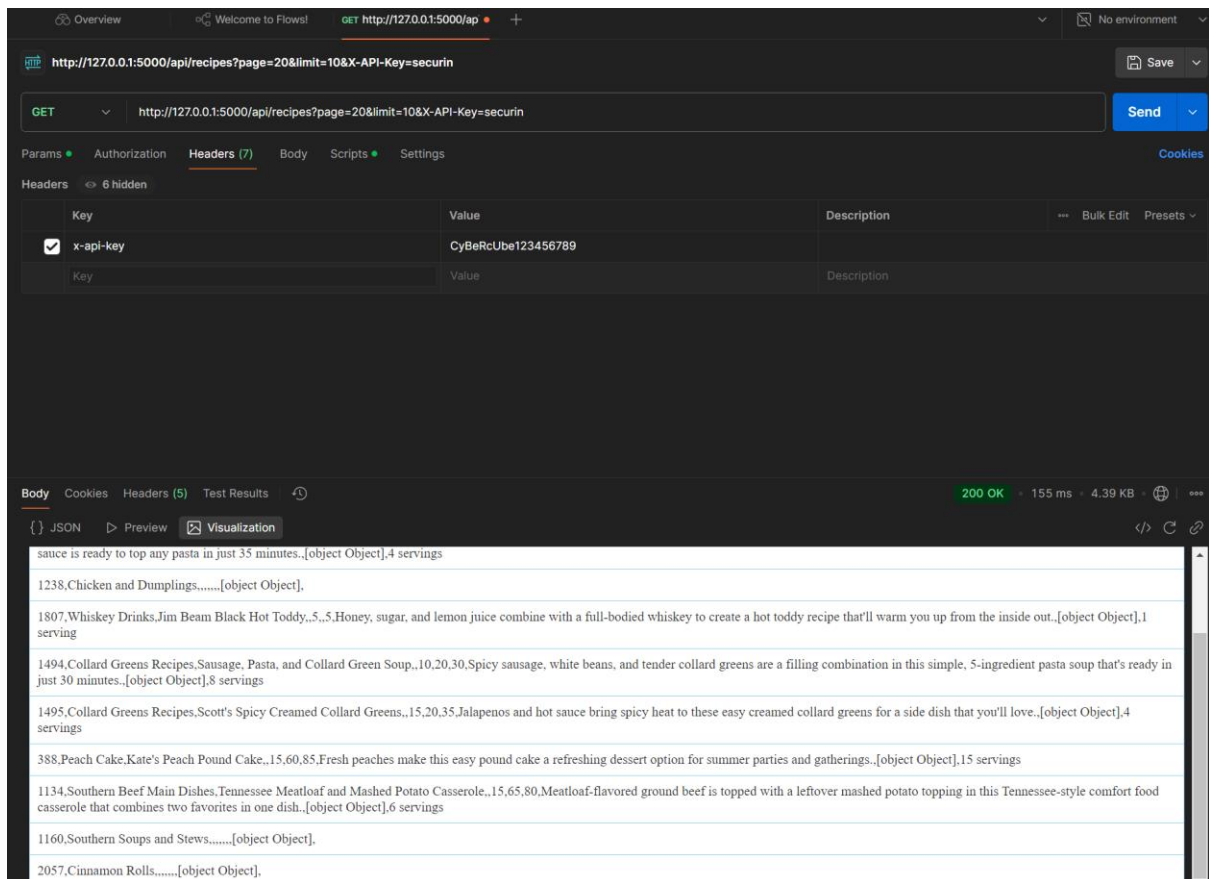 Overview Welcome to Flows! GET http://127.0.0.1:5000/ap No environment
HTTP http://127.0.0.1:5000/api/recipes?page=20&limit=10&X-API-Key=securin Save
GET http://127.0.0.1:5000/api/recipes?page=20&limit=10&X-API-Key=securin Send
Params Authorization Headers (7) Body Scripts Settings Cookies
Headers 6 hidden
Key Value Description Bulk Edit Presets
x-api-key CyBeRcUbe123456789
Key Value Description
Body Cookies Headers (5) Test Results 200 OK 155 ms 4.39 KB
{} JSON Preview Visualization
sauce is ready to top any pasta in just 35 minutes.,[object Object],4 servings
1238,Chicken and Dumplings,,,,,,,[object Object],
1807,Whiskey Drinks,Jim Beam Black Hot Toddy,,5,,5,Honey, sugar, and lemon juice combine with a full-bodied whiskey to create a hot toddy recipe that'll warm you up from the inside out.,[object Object],1
serving
1494,Collard Greens Recipes,Sausage, Pasta, and Collard Green Soup,,10,20,30,Spicy sausage, white beans, and tender collard greens are a filling combination in this simple, 5-ingredient pasta soup that's ready in
just 30 minutes.,[object Object],8 servings
1495,Collard Greens Recipes,Scott's Spicy Creamed Collard Greens,,15,20,35,Jalapenos and hot sauce bring spicy heat to these easy creamed collard greens for a side dish that you'll love.,[object Object],4
servings
388,Peach Cake,Kate's Peach Pound Cake,,15,60,85,Fresh peaches make this easy pound cake a refreshing dessert option for summer parties and gatherings.,[object Object],15 servings
1134,Southern Beef Main Dishes,Tennessee Meatloaf and Mashed Potato Casserole,,15,65,80,Meatloaf-flavored ground beef is topped with a leftover mashed potato topping in this Tennessee-style comfort food
casserole that combines two favorites in one dish.,[object Object],6 servings
1160,Southern Soups and Stews,,,,,,,[object Object],
2057,Cinnamon Rolls,,,,,,,[object Object],